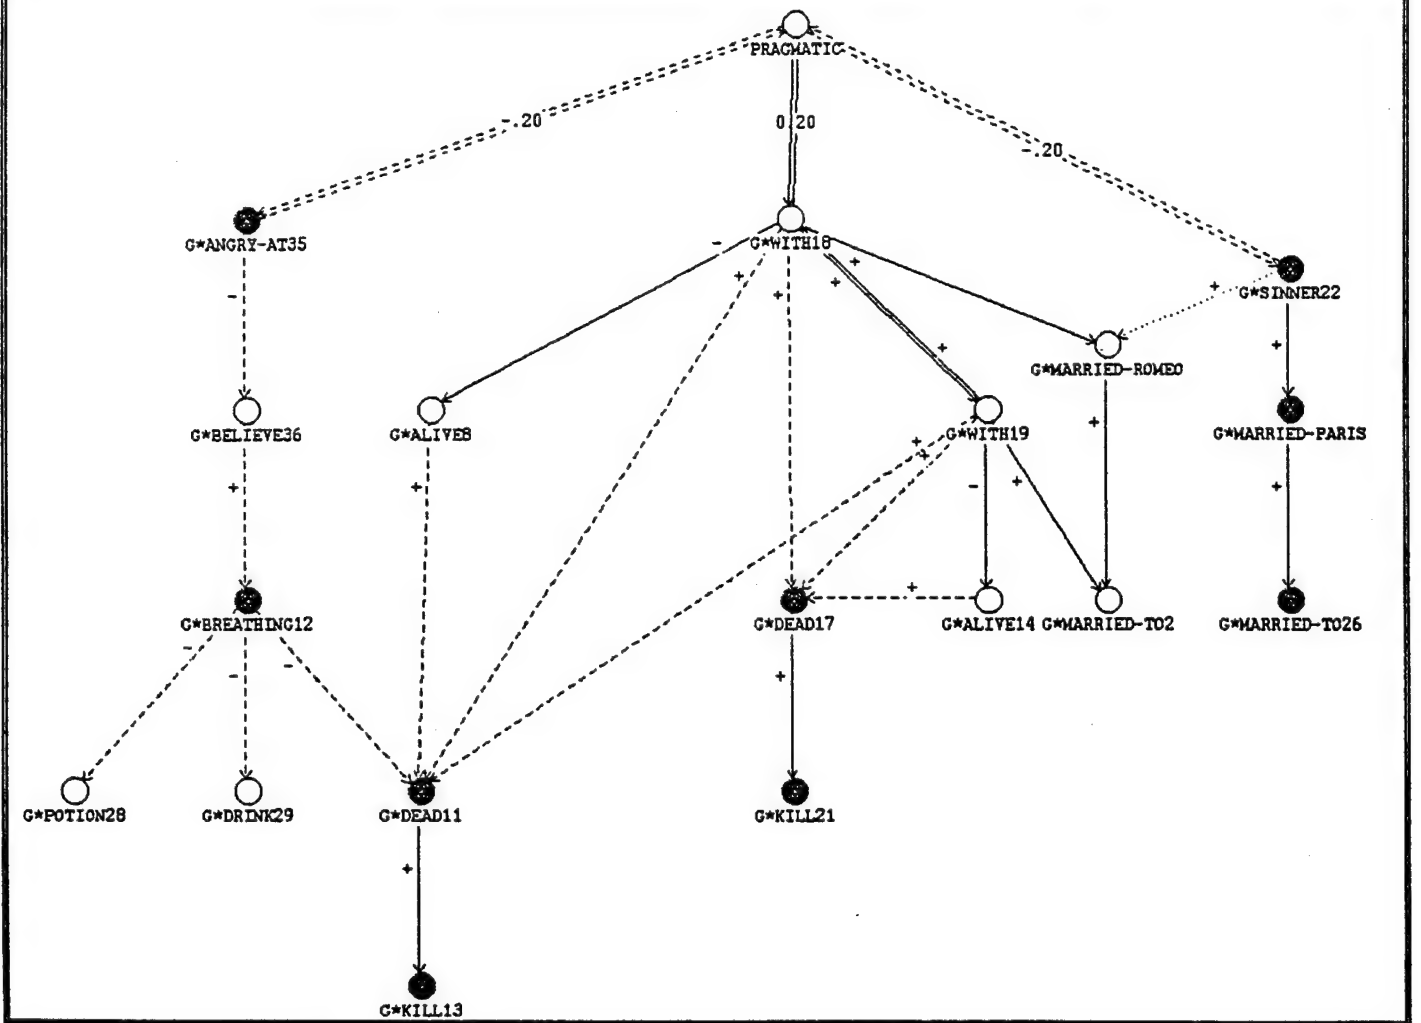 PRAGMATIC
-.20
0.20
-.20
G*ANGRY-AT35
-
G*WITH18
+
+
+
+
G*SINNER22
+
-
+
+
G*MARRIED-ROMEO
+
G*BELIEVE36
G*ALIVE8
G*WITH19
+
G*MARRIED-PARIS
+
+
+
+
-
+
+
G*BREATHING12
G*DEAD17
+
G*ALIVE14
G*MARRIED-TO2
G*MARRIED-TO26
-
-
-
+
G*POTION28
G*DRINK29
G*DEAD11
G*KILL21
+
G*KILL13